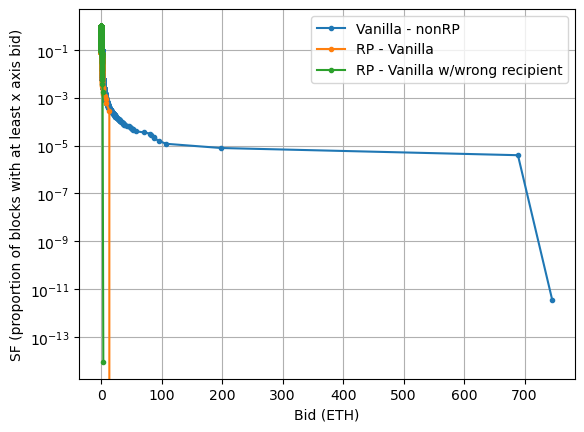 SF (proportion of blocks with at least x axis bid)
10⁻¹
10⁻³
10⁻⁵
10⁻⁷
10⁻⁹
10⁻¹¹
10⁻¹³
Vanilla - nonRP
RP - Vanilla
RP - Vanilla w/wrong recipient
0 100 200 300 400 500 600 700
Bid (ETH)